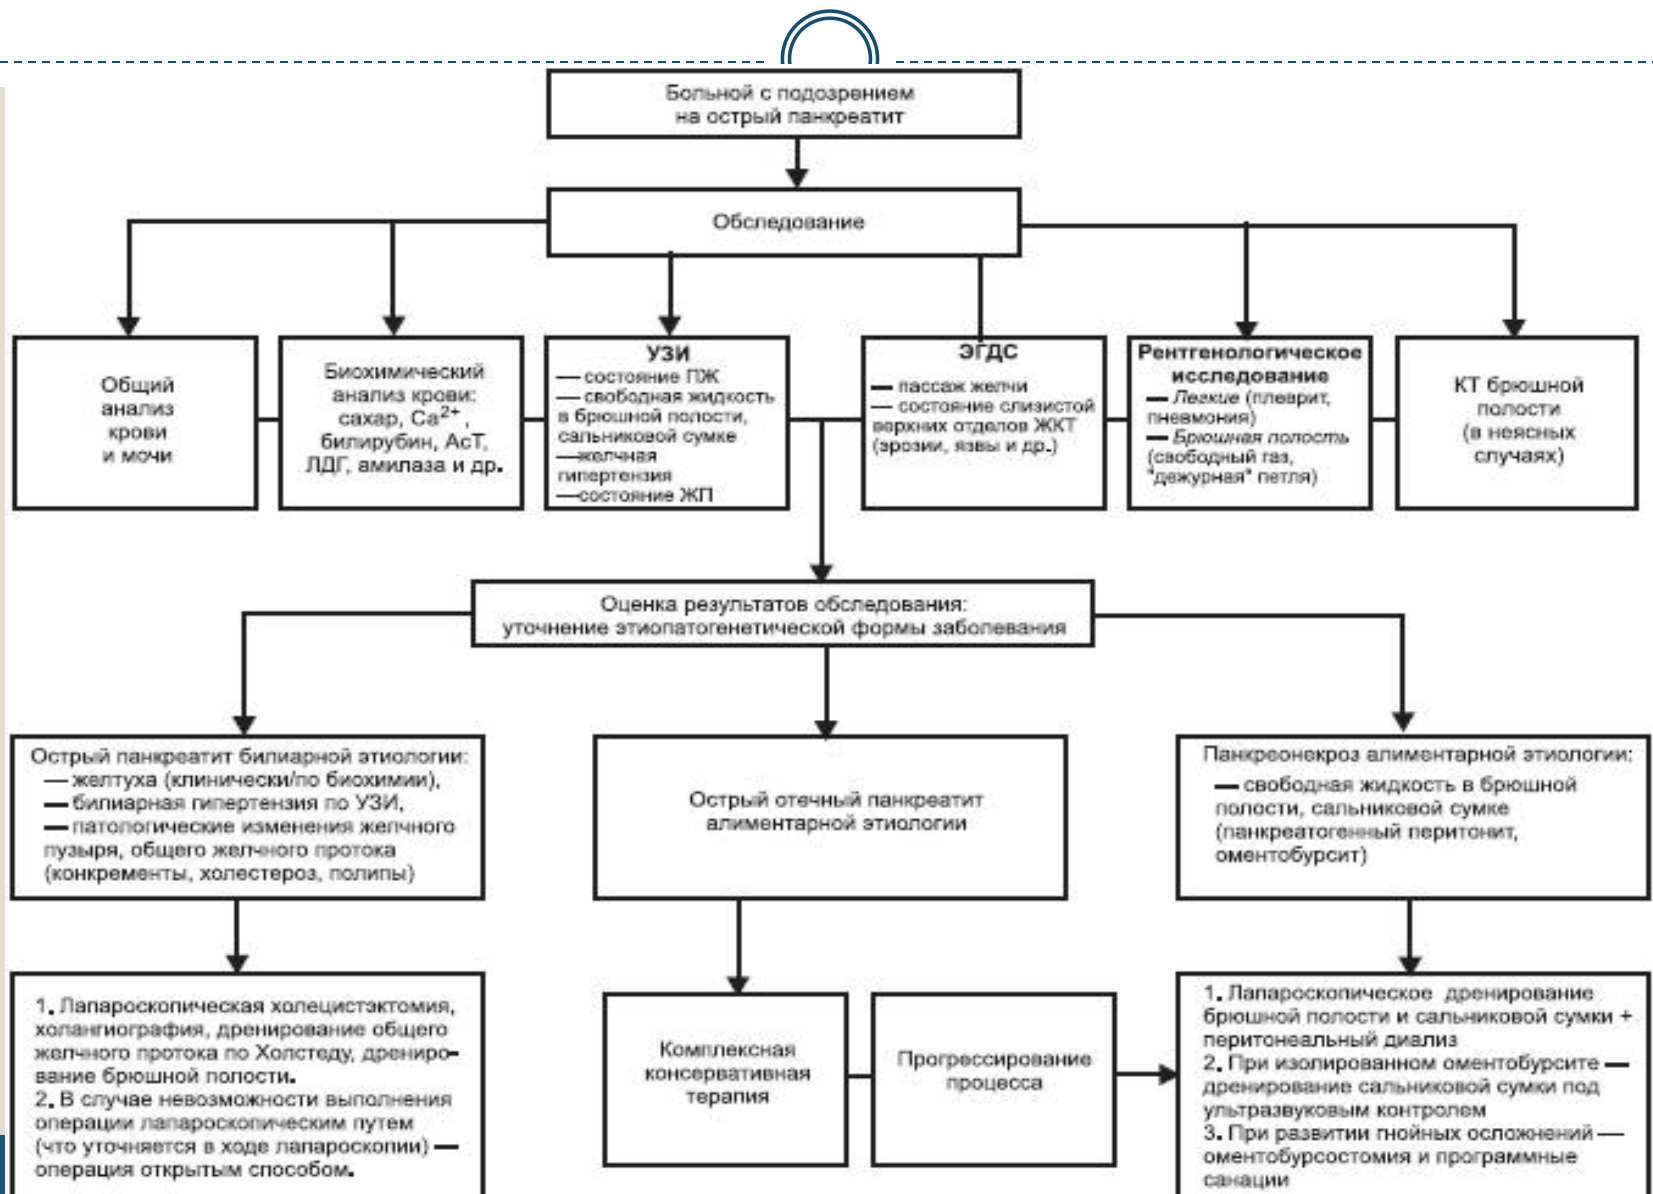 Больной с подозрением
на острый панкреатит
Обследование
Общий
анализ
крови
и мочи
Биохимический
анализ крови:
сахар, Ca²⁺,
билирубин, АсТ,
ЛДГ, амилаза и др.
УЗИ
— состояние ПЖ
— свободная жидкость
в брюшной полости,
сальниковой сумке
—желчная
гипертензия
—состояние ЖП
ЭГДС
— пассаж желчи
— состояние слизистой
верхних отделов ЖКТ
(эрозии, язвы и др.)
Рентгенологическое
исследование
— Легкие (плеврит,
пневмония)
— Брюшная полость
(свободный газ,
"дежурная" петля)
КТ брюшной
полости
(в неясных
случаях)
Оценка результатов обследования:
уточнение этиопатогенетической формы заболевания
Острый панкреатит билиарной этиологии:
— желтуха (клинически/по биохимии),
— билиарная гипертензия по УЗИ,
— патологические изменения желчного
пузыря, общего желчного протока
(конкременты, холестероз, полипы)
Острый отечный панкреатит
алиментарной этиологии
Панкреонекроз алиментарной этиологии:
— свободная жидкость в брюшной
полости, сальниковой сумке
(панкреатогенный перитонит,
оментобурсит)
1. Лапароскопическая холецистэктомия,
холангиография, дренирование общего
желчного протока по Холстеду, дрениро-
вание брюшной полости.
2. В случае невозможности выполнения
операции лапароскопическим путем
(что уточняется в ходе лапароскопии) —
операция открытым способом.
Комплексная
консервативная
терапия
Прогрессирование
процесса
1. Лапароскопическое дренирование
брюшной полости и сальниковой сумки +
перитонеальный диализ
2. При изолированном оментобурсите —
дренирование сальниковой сумки под
ультразвуковым контролем
3. При развитии гнойных осложнений —
оментобурсостомия и программные
санации